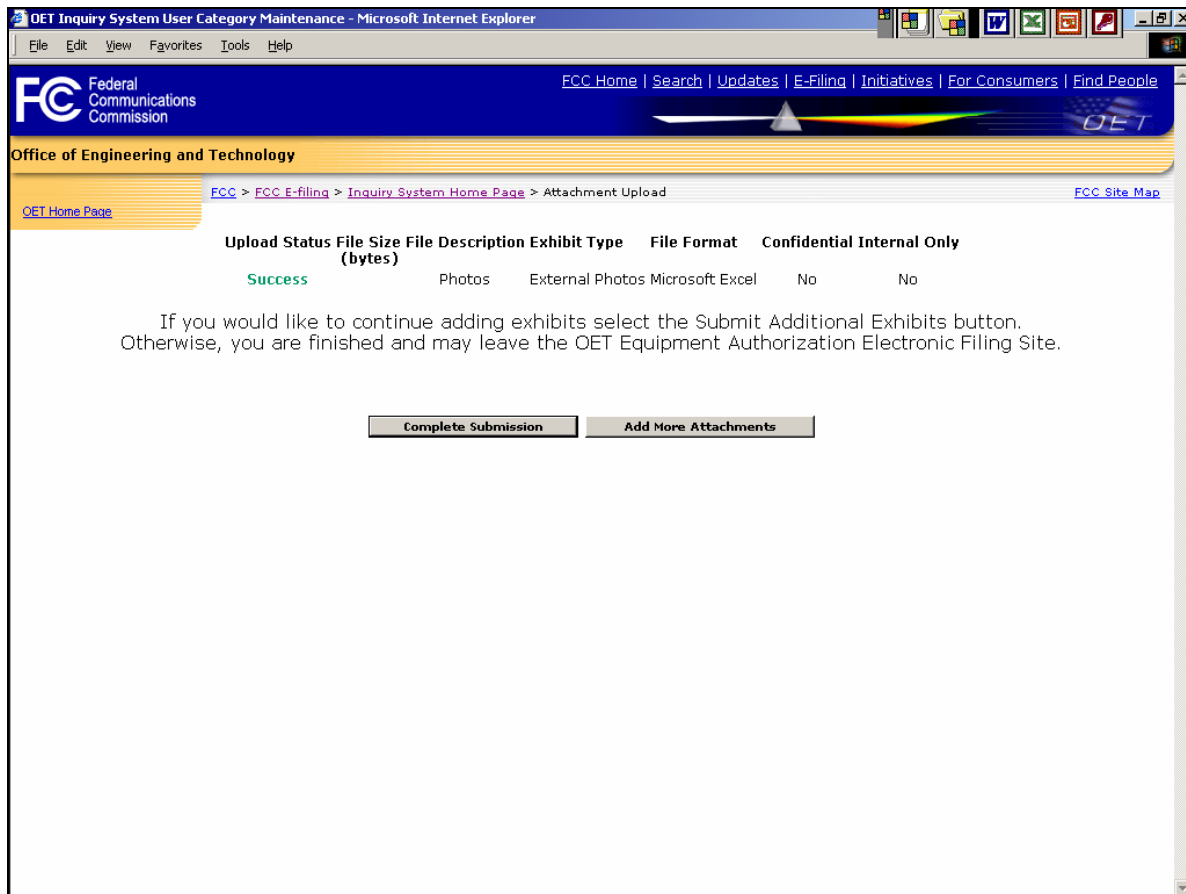 OET Inquiry System User Category Maintenance - Microsoft Internet Explorer
File Edit View Favorites Tools Help
FCC Federal Communications Commission
FCC Home | Search | Updates | E-Filing | Initiatives | For Consumers | Find People
OET
Office of Engineering and Technology
FCC > FCC E-filing > Inquiry System Home Page > Attachment Upload
FCC Site Map
OET Home Page
Upload Status File Size (bytes) File Description Exhibit Type File Format Confidential Internal Only
Success Photos External Photos Microsoft Excel No No
If you would like to continue adding exhibits select the Submit Additional Exhibits button.
Otherwise, you are finished and may leave the OET Equipment Authorization Electronic Filing Site.
Complete Submission Add More Attachments